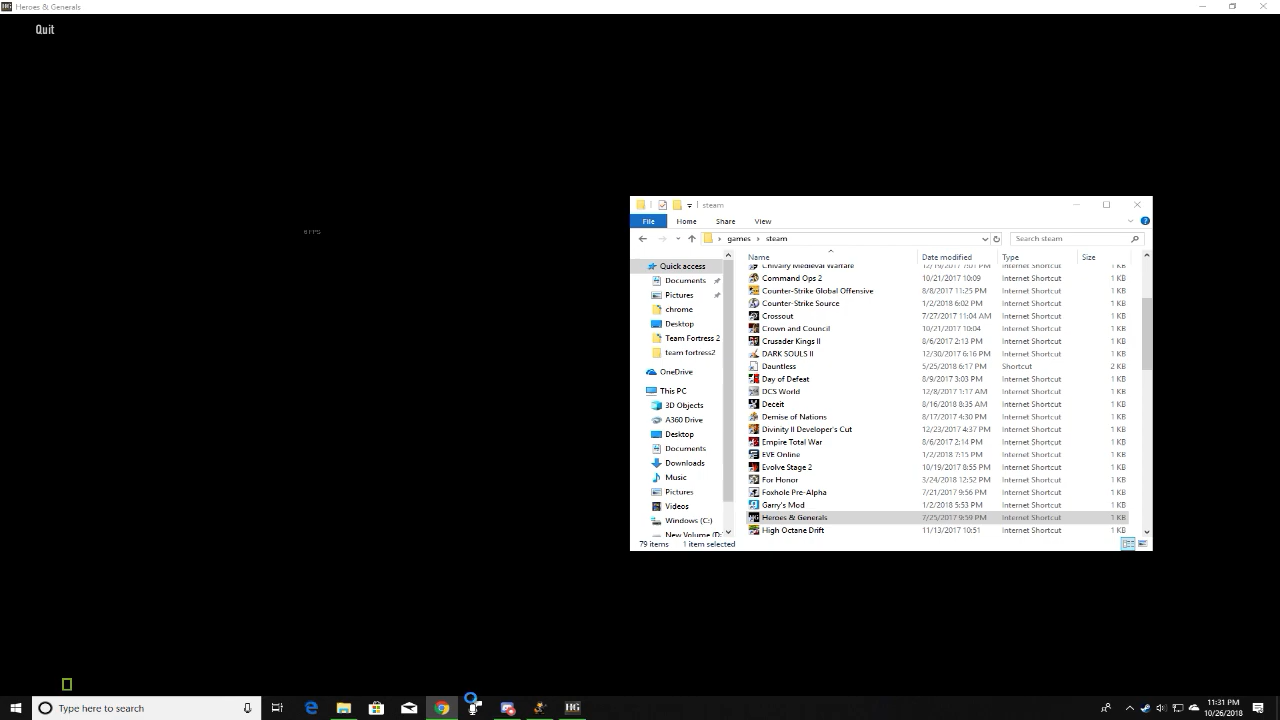 Heroes & Generals
Quit
6 FPS
steam
File Home Share View
games > steam
Search steam
Name Date modified Type Size
Quick access
Documents
Pictures
chrome
Desktop
Team Fortress 2
team fortress2
OneDrive
This PC
3D Objects
A360 Drive
Desktop
Documents
Downloads
Music
Pictures
Videos
Windows (C:)
New Volume (D:
Chivalry Medieval Warfare 12/19/2017 7:01 PM Internet Shortcut 1 KB
Command Ops 2 10/21/2017 10:09 Internet Shortcut 1 KB
Counter-Strike Global Offensive 8/8/2017 11:25 PM Internet Shortcut 1 KB
Counter-Strike Source 1/2/2018 6:02 PM Internet Shortcut 1 KB
Crossout 7/27/2017 11:04 AM Internet Shortcut 1 KB
Crown and Council 10/21/2017 10:04 Internet Shortcut 1 KB
Crusader Kings II 8/6/2017 2:13 PM Internet Shortcut 1 KB
DARK SOULS II 12/30/2017 6:16 PM Internet Shortcut 1 KB
Dauntless 5/25/2018 6:17 PM Shortcut 2 KB
Day of Defeat 8/9/2017 3:03 PM Internet Shortcut 1 KB
DCS World 12/8/2017 1:17 AM Internet Shortcut 1 KB
Deceit 8/16/2018 8:35 AM Internet Shortcut 1 KB
Demise of Nations 8/17/2017 4:30 PM Internet Shortcut 1 KB
Divinity II Developer's Cut 12/23/2017 4:37 PM Internet Shortcut 1 KB
Empire Total War 8/6/2017 2:14 PM Internet Shortcut 1 KB
EVE Online 1/2/2018 7:15 PM Internet Shortcut 1 KB
Evolve Stage 2 10/19/2017 8:55 PM Internet Shortcut 1 KB
For Honor 3/24/2018 12:52 PM Internet Shortcut 1 KB
Foxhole Pre-Alpha 7/21/2017 9:56 PM Internet Shortcut 1 KB
Garry's Mod 1/2/2018 5:53 PM Internet Shortcut 1 KB
Heroes & Generals 7/25/2017 9:59 PM Internet Shortcut 1 KB
High Octane Drift 11/13/2017 10:51 Internet Shortcut 1 KB
79 items 1 item selected
Type here to search
11:31 PM
10/26/2018